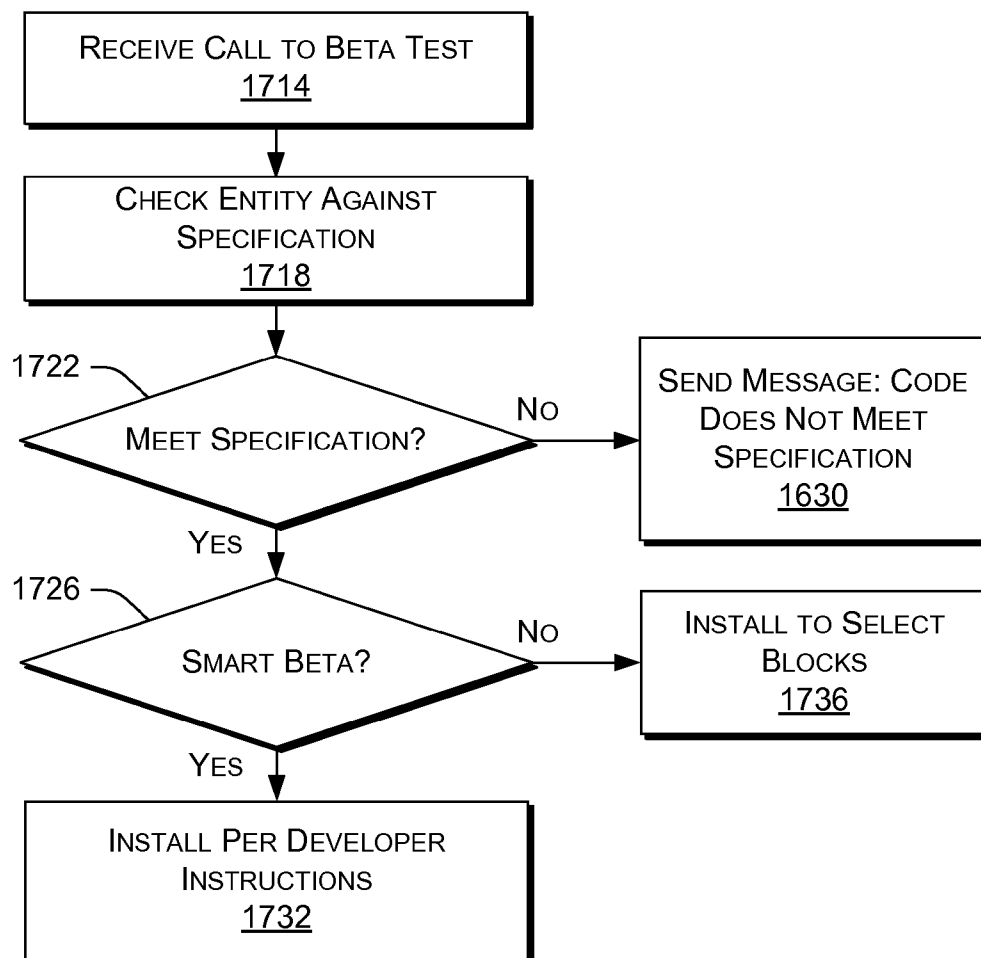 RECEIVE CALL TO BETA TEST
1714
CHECK ENTITY AGAINST
SPECIFICATION
1718
1722
MEET SPECIFICATION?
NO
SEND MESSAGE: CODE
DOES NOT MEET
SPECIFICATION
1630
YES
1726
SMART BETA?
NO
INSTALL TO SELECT
BLOCKS
1736
YES
INSTALL PER DEVELOPER
INSTRUCTIONS
1732